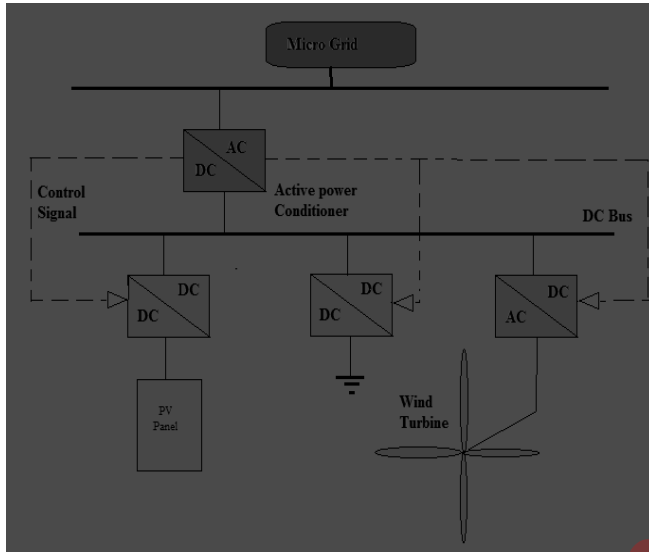 Micro Grid
AC
DC
Control
Signal
Active power
Conditioner
DC Bus
DC
DC
DC
DC
DC
AC
PV
Panel
Wind
Turbine